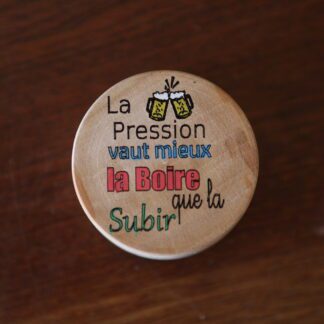 La
Pression
vaut mieux
la Boire
que la
Subir